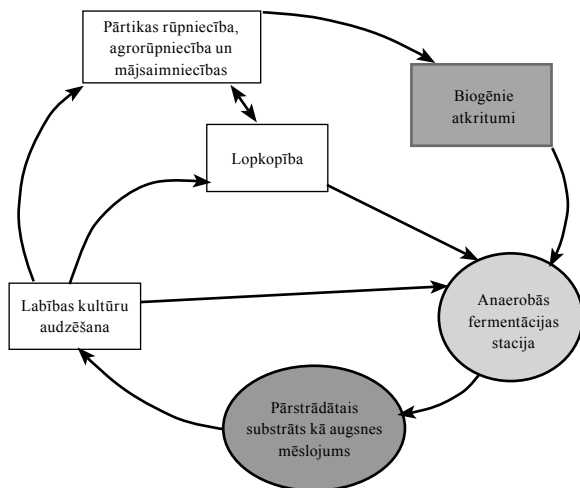 Pārtikas rūpniecība,
agrorūpniecība un
mājsaimniecības
Biogēnie
atkritumi
Lopkopība
Labības kultūru
audzēšana
Anaerobās
fermentācijas
stacija
Pārstrādātais
substrāts kā augsnes
mēslojums